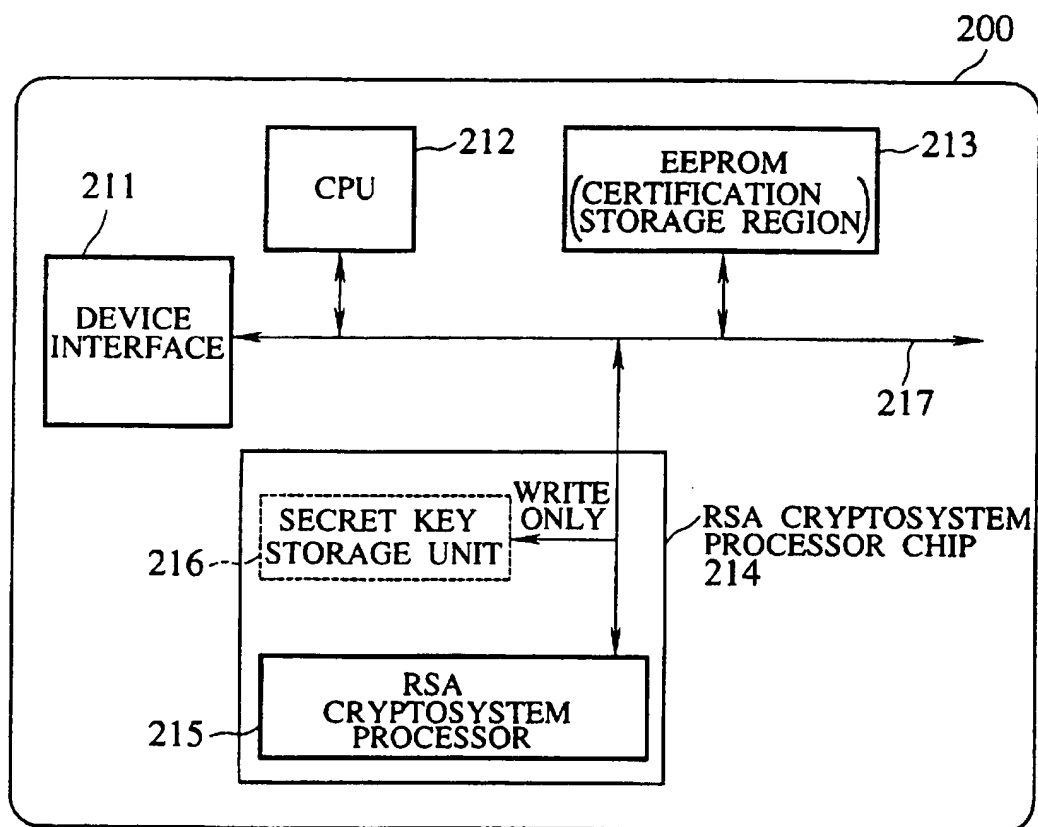 200
212
CPU
213
EEPROM
(CERTIFICATION
STORAGE REGION)
211
DEVICE
INTERFACE
217
WRITE
ONLY
SECRET KEY
STORAGE UNIT
216
RSA CRYPTOSYSTEM
PROCESSOR CHIP
214
RSA
CRYPTOSYSTEM
PROCESSOR
215